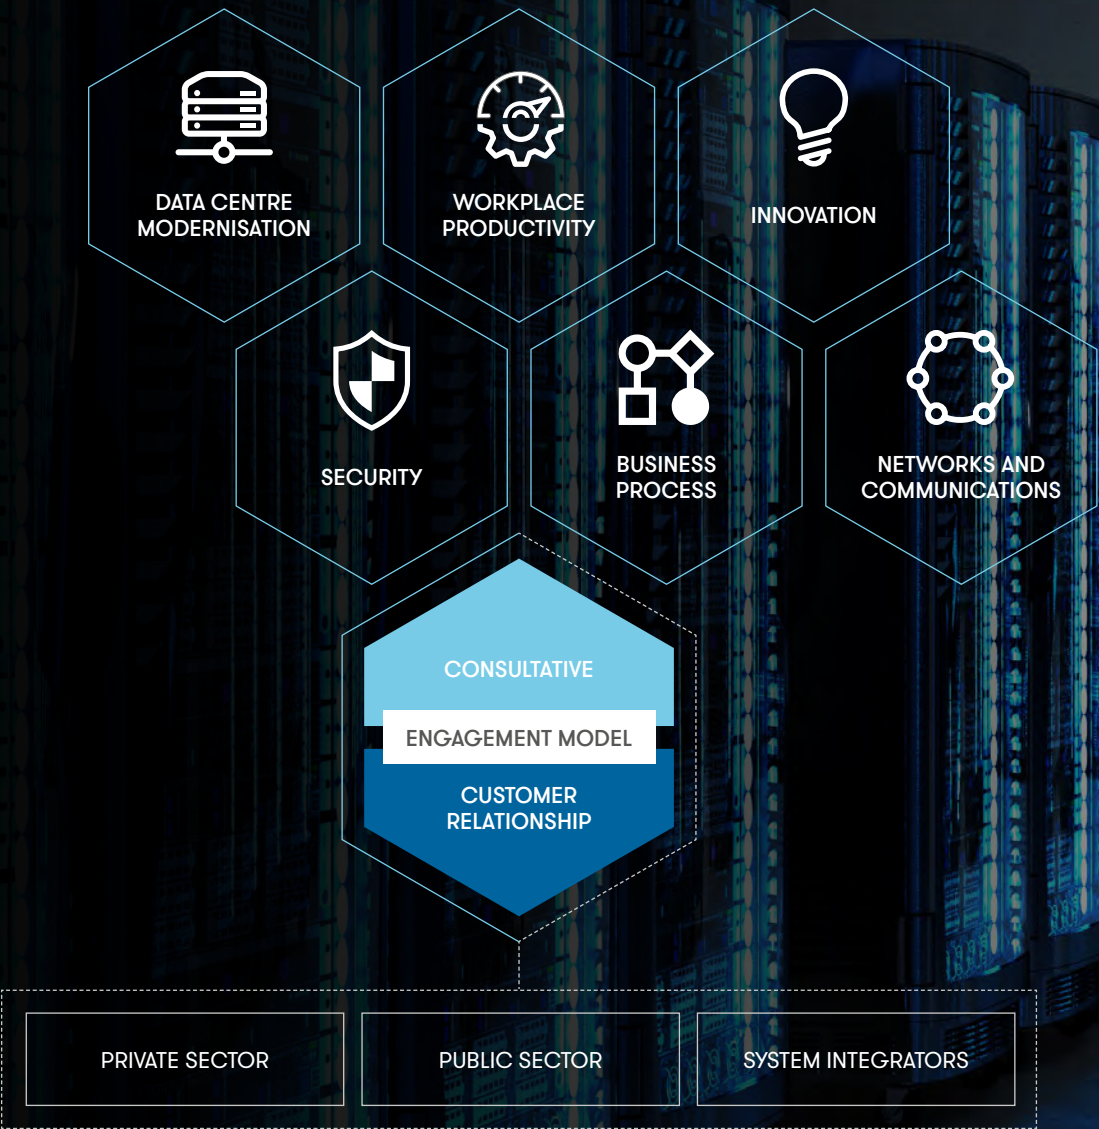 DATA CENTRE
MODERNISATION
WORKPLACE
PRODUCTIVITY
INNOVATION
SECURITY
BUSINESS
PROCESS
NETWORKS AND
COMMUNICATIONS
CONSULTATIVE
ENGAGEMENT MODEL
CUSTOMER
RELATIONSHIP
PRIVATE SECTOR
PUBLIC SECTOR
SYSTEM INTEGRATORS